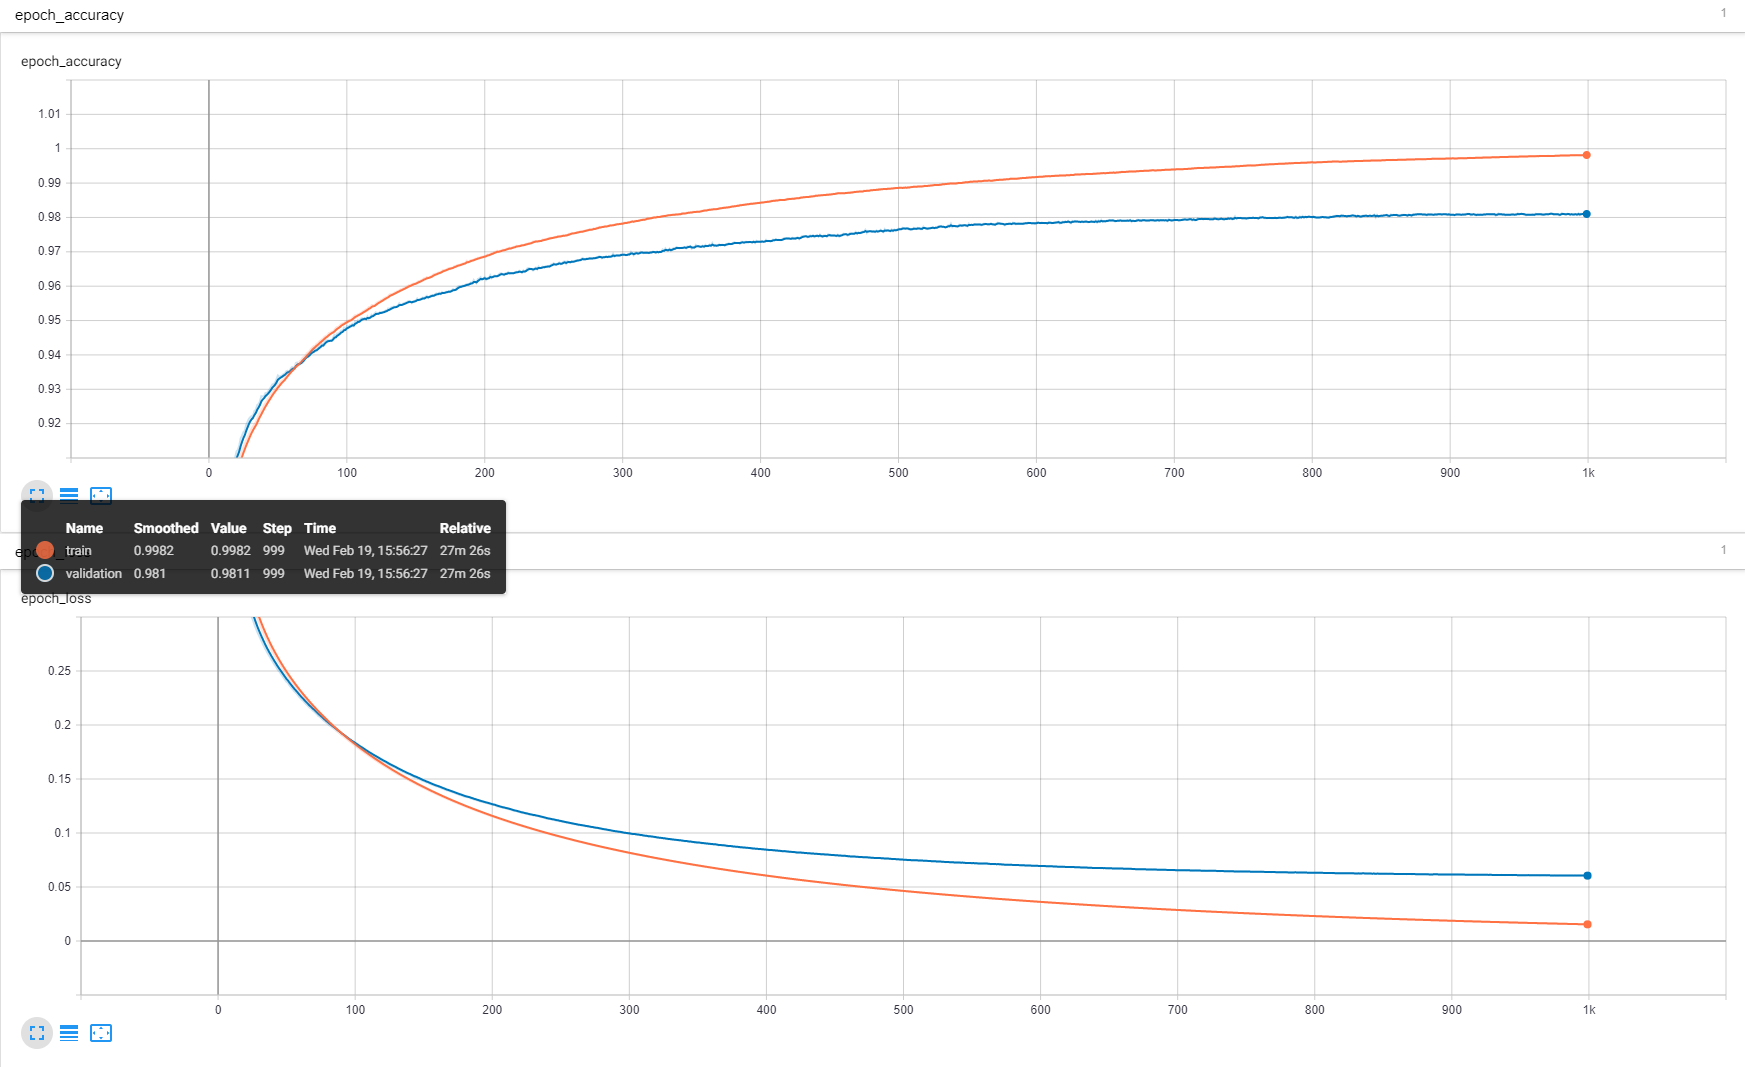 epoch_accuracy 1
epoch_accuracy
1.01
1
0.99
0.98
0.97
0.96
0.95
0.94
0.93
0.92
0 100 200 300 400 500 600 700 800 900 1k
Name Smoothed Value Step Time Relative
train 0.9982 0.9982 999 Wed Feb 19, 15:56:27 27m 26s
validation 0.981 0.9811 999 Wed Feb 19, 15:56:27 27m 26s
1
epoch_loss
0.25
0.2
0.15
0.1
0.05
0
0 100 200 300 400 500 600 700 800 900 1k